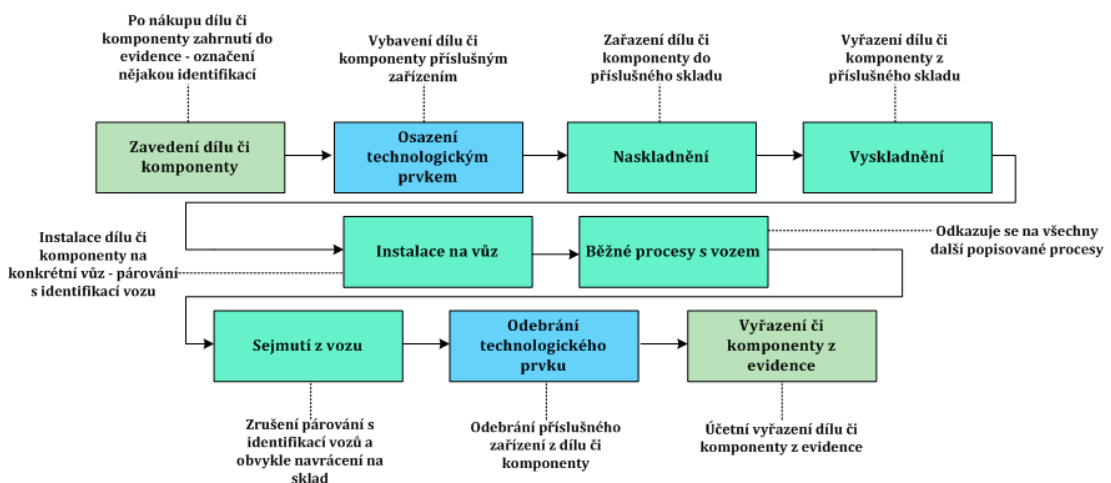 Po nákupu dílu či
komponenty zahrnutí do
evidence - označení
nějakou identifikací
Vybavení dílu či
komponenty příslušným
zařízením
Zařazení dílu či
komponenty do
příslušného skladu
Vyřazení dílu či
komponenty z
příslušného skladu
Zavedení dílu či
komponenty
Osazení
technologickým
prvkem
Naskladnění
Vyskladnění
Instalace dílu či
komponenty na
konkrétní vůz - párování
s identifikací vozu
Instalace na vůz
Běžné procesy s vozem
Odkazuje se na všechny
další popisované procesy
Sejmutí z vozu
Odebrání
technologického
prvku
Vyřazení či
komponenty z
evidence
Zrušení párování s
identifikací vozů a
obvykle navrácení na
sklad
Odebrání příslušného
zařízení z dílu či
komponenty
Účetní vyřazení dílu či
komponenty z evidence